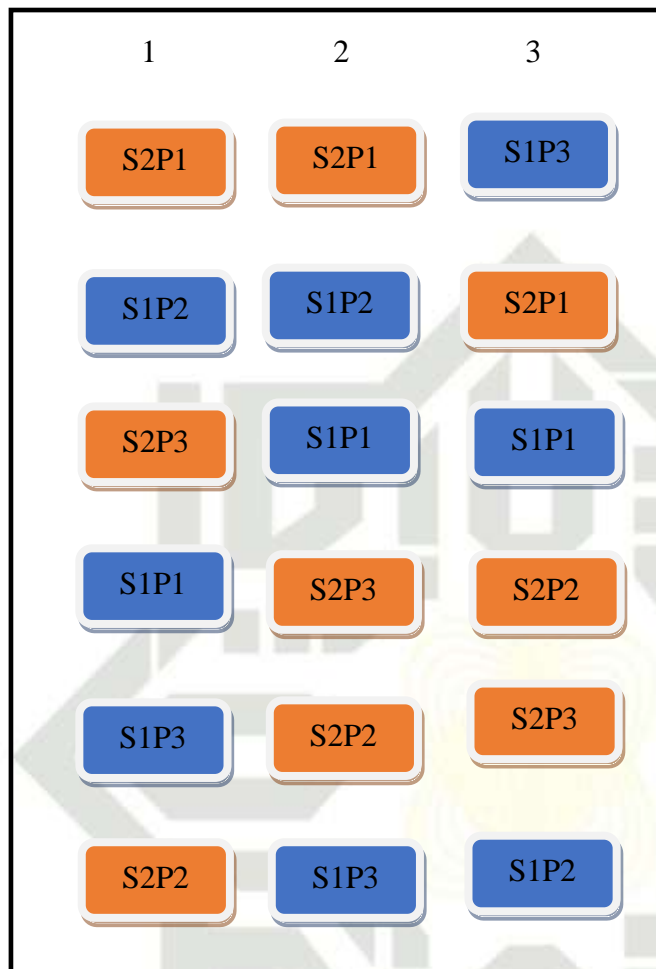 1 2 3
S2P1 S2P1 S1P3
S1P2 S1P2 S2P1
S2P3 S1P1 S1P1
S1P1 S2P3 S2P2
S1P3 S2P2 S2P3
S2P2 S1P3 S1P2